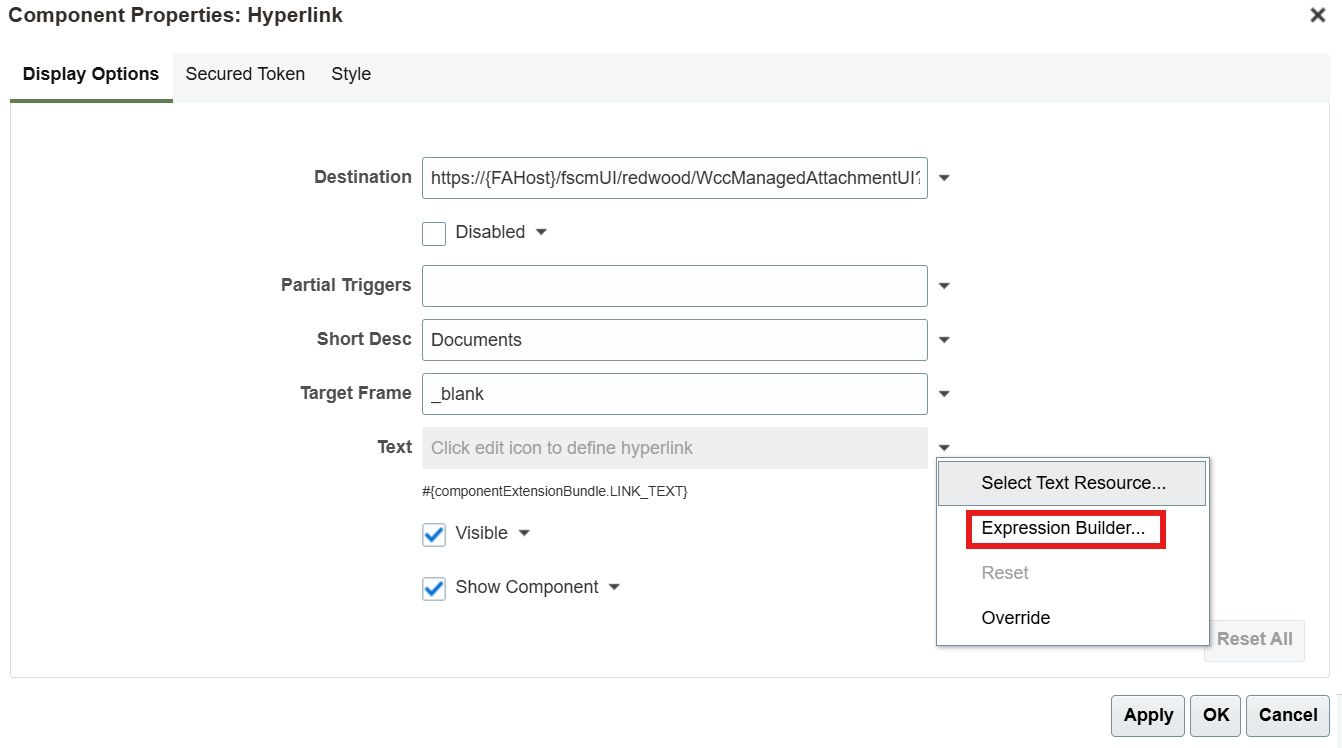 Component Properties: Hyperlink
Display Options Secured Token Style
Destination https://{FAHost}/fscmUI/redwood/WccManagedAttachmentUI?
Disabled
Partial Triggers
Short Desc Documents
Target Frame _blank
Text Click edit icon to define hyperlink
#{componentExtensionBundle.LINK_TEXT}
Visible
Show Component
Select Text Resource...
Expression Builder...
Reset
Override
Reset All
Apply OK Cancel